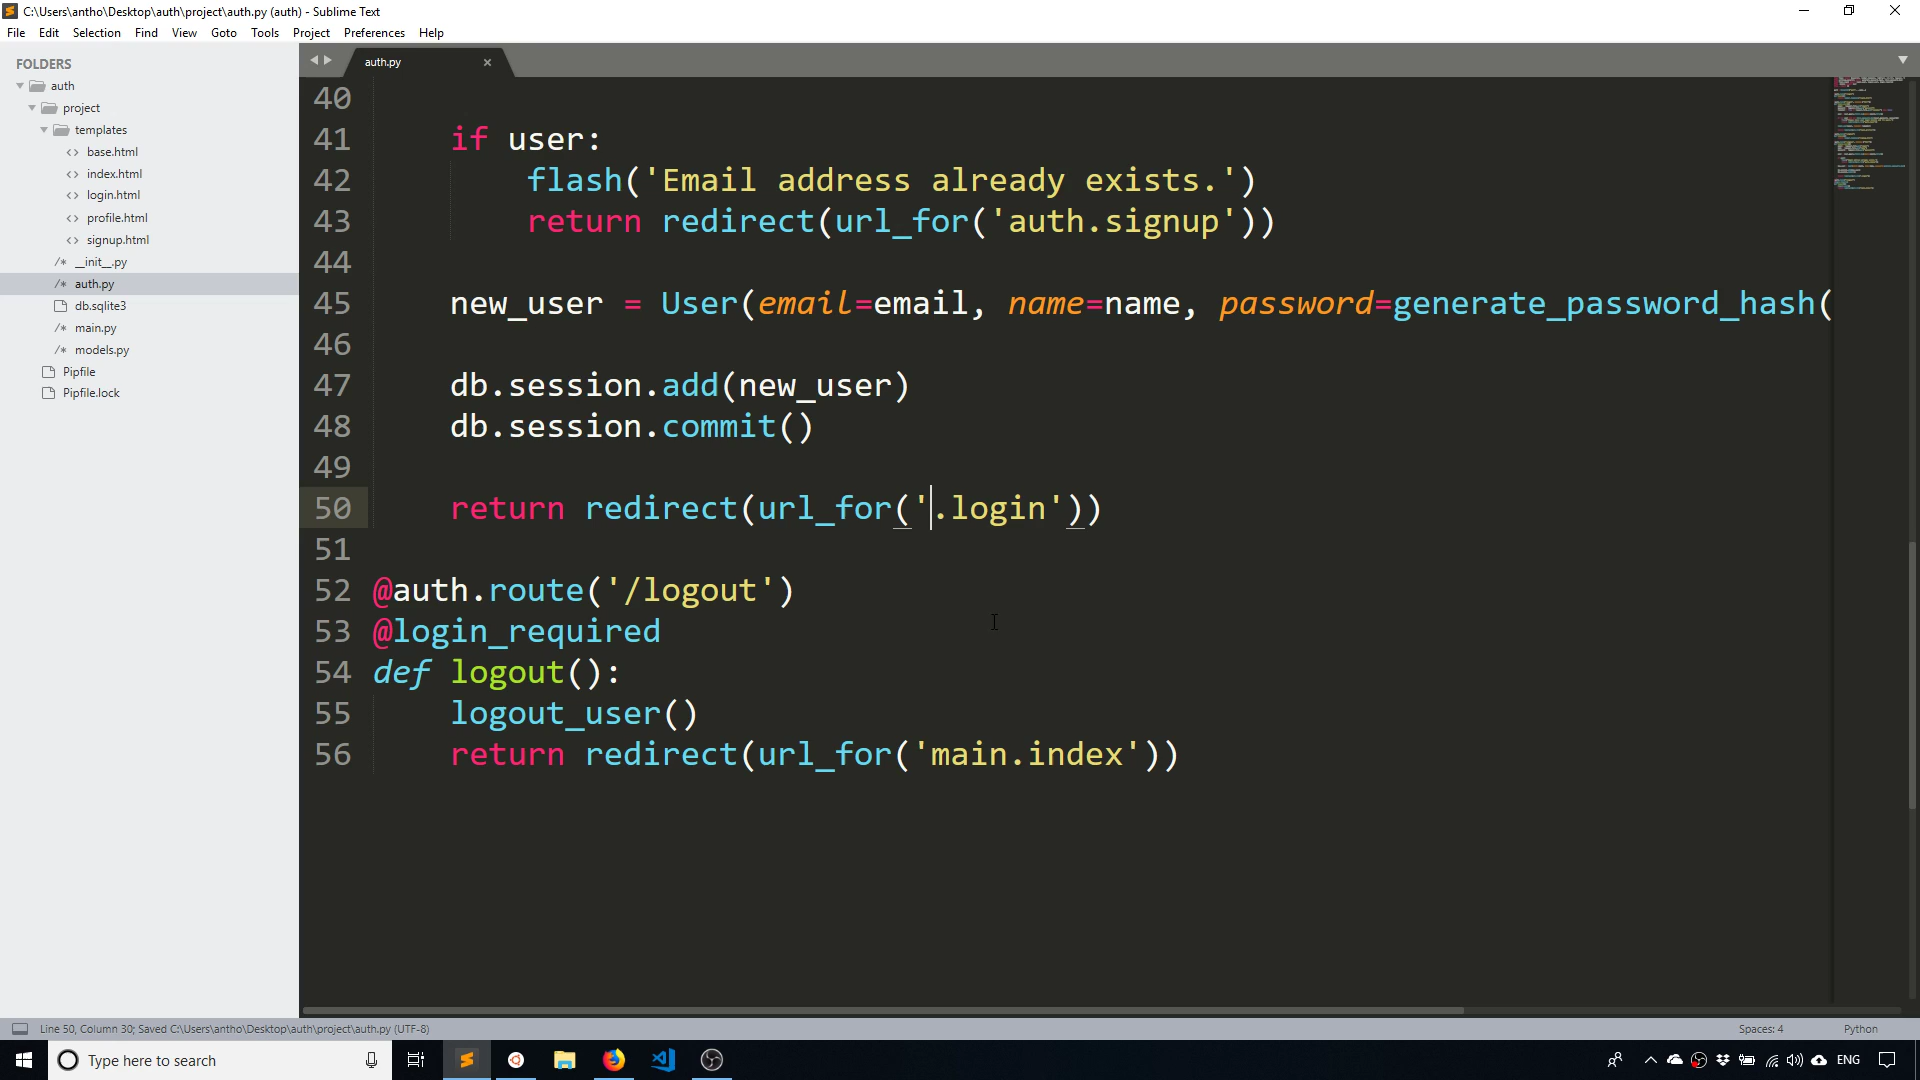 C:\Users\antho\Desktop\auth\project\auth.py (auth) - Sublime Text
File Edit Selection Find View Goto Tools Project Preferences Help
FOLDERS
auth
project
templates
base.html
index.html
login.html
profile.html
signup.html
__init__.py
auth.py
db.sqlite3
main.py
models.py
Pipfile
Pipfile.lock
auth.py
40
41 if user:
42 flash('Email address already exists.')
43 return redirect(url_for('auth.signup'))
44
45 new_user = User(email=email, name=name, password=generate_password_hash(
46
47 db.session.add(new_user)
48 db.session.commit()
49
50 return redirect(url_for('.login'))
51
52 @auth.route('/logout')
53 @login_required
54 def logout():
55 logout_user()
56 return redirect(url_for('main.index'))
Line 50, Column 30; Saved C:\Users\antho\Desktop\auth\project\auth.py (UTF-8)
Spaces: 4
Python
Type here to search
ENG